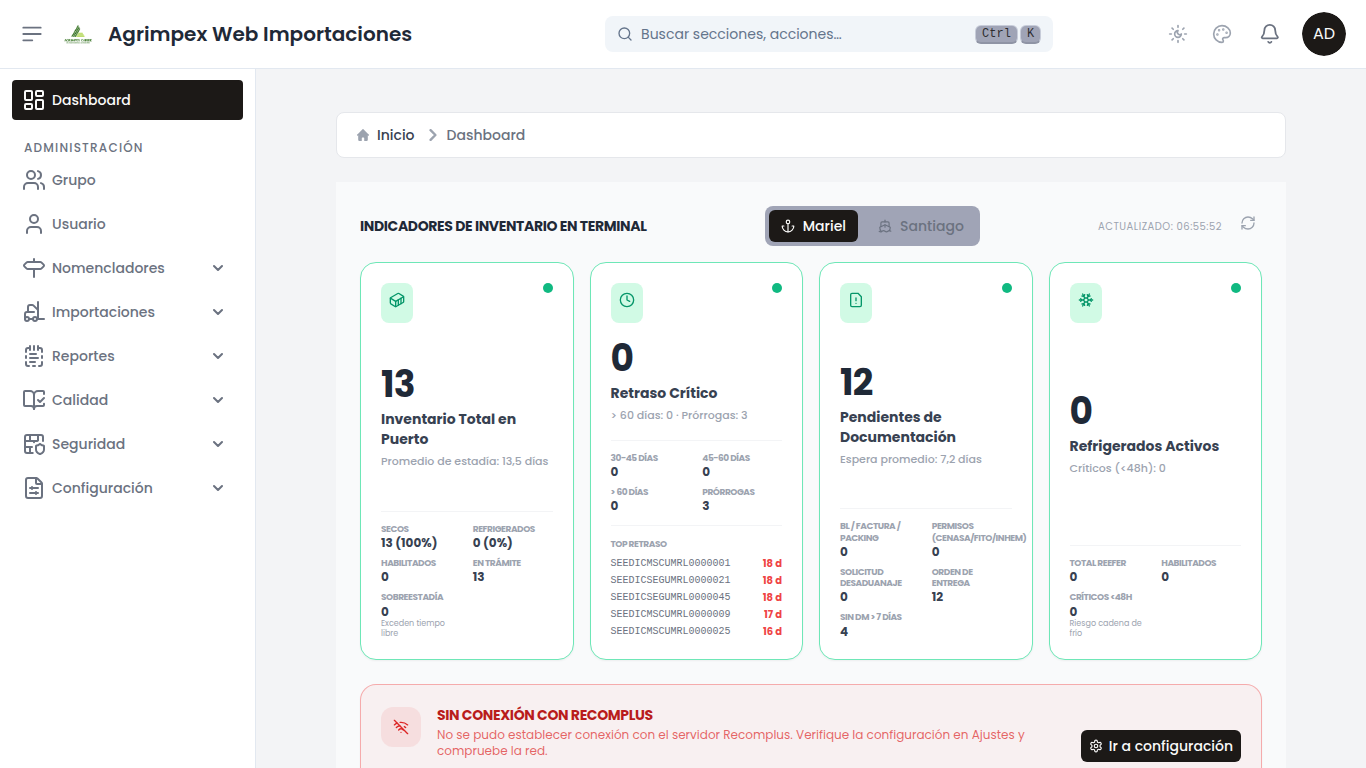 Agrimpex Web Importaciones
Buscar secciones, acciones...
Ctrl K
AD
Dashboard
ADMINISTRACIÓN
Grupo
Usuario
Nomencladores
Importaciones
Reportes
Calidad
Seguridad
Configuración
Inicio > Dashboard
INDICADORES DE INVENTARIO EN TERMINAL
Mariel
Santiago
ACTUALIZADO: 06:55:52
13
Inventario Total en
Puerto
Promedio de estadía: 13,5 días
SECOS
13 (100%)
REFRIGERADOS
0 (0%)
HABILITADOS
0
EN TRÁMITE
13
SOBREESTADÍA
0
Exceden tiempo
libre
0
Retraso Crítico
> 60 días: 0 · Prórrogas: 3
30-45 DÍAS
0
45-60 DÍAS
0
> 60 DÍAS
0
PRÓRROGAS
3
TOP RETRASO
SEEDICMSCUMRL0000001 18 d
SEEDICSEGUMRL0000021 18 d
SEEDICSEGUMRL0000045 18 d
SEEDICMSCUMRL0000009 17 d
SEEDICMSCUMRL0000025 16 d
12
Pendientes de
Documentación
Espera promedio: 7,2 días
BL / FACTURA /
PACKING
0
PERMISOS
(CENASA/FITO/INHEM)
0
SOLICITUD
DESADUANAJE
0
ORDEN DE
ENTREGA
12
SIN DM > 7 DÍAS
4
0
Refrigerados Activos
Críticos (<48h): 0
TOTAL REEFER
0
HABILITADOS
0
CRÍTICOS <48H
0
Riesgo cadena de
frío
SIN CONEXIÓN CON RECOMPLUS
No se pudo establecer conexión con el servidor Recomplus. Verifique la configuración en Ajustes y
compruebe la red.
Ir a configuración